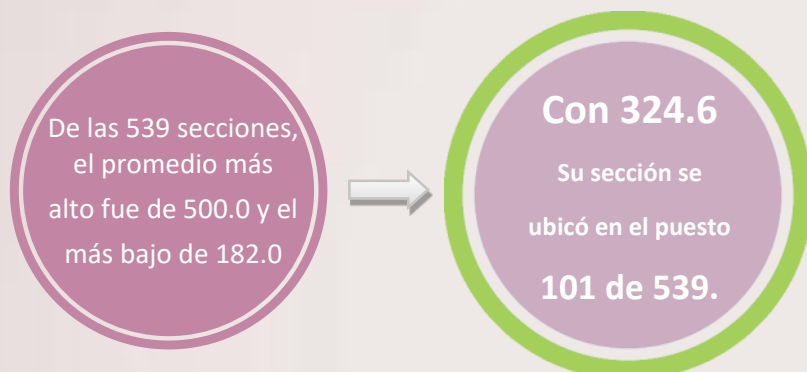 De las 539 secciones,
el promedio más
alto fue de 500.0 y el
más bajo de 182.0
Con 324.6
Su sección se
ubicó en el puesto
101 de 539.